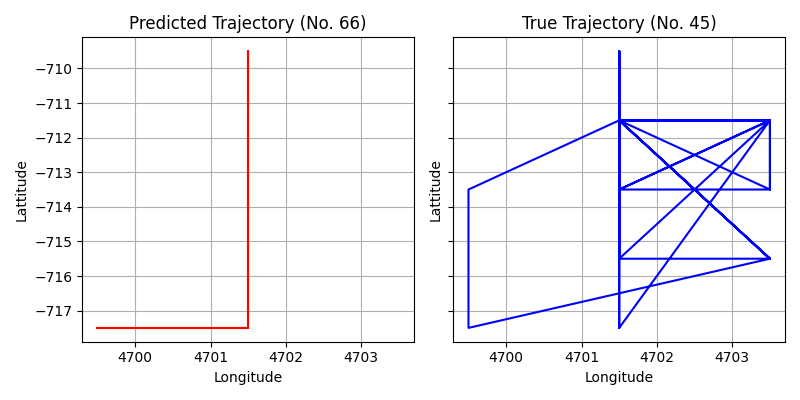 Predicted Trajectory (No. 66)
True Trajectory (No. 45)
−710
−711
−712
−713
−714
−715
−716
−717
Lattitude
Lattitude
4700
4701
4702
4703
4700
4701
4702
4703
Longitude
Longitude